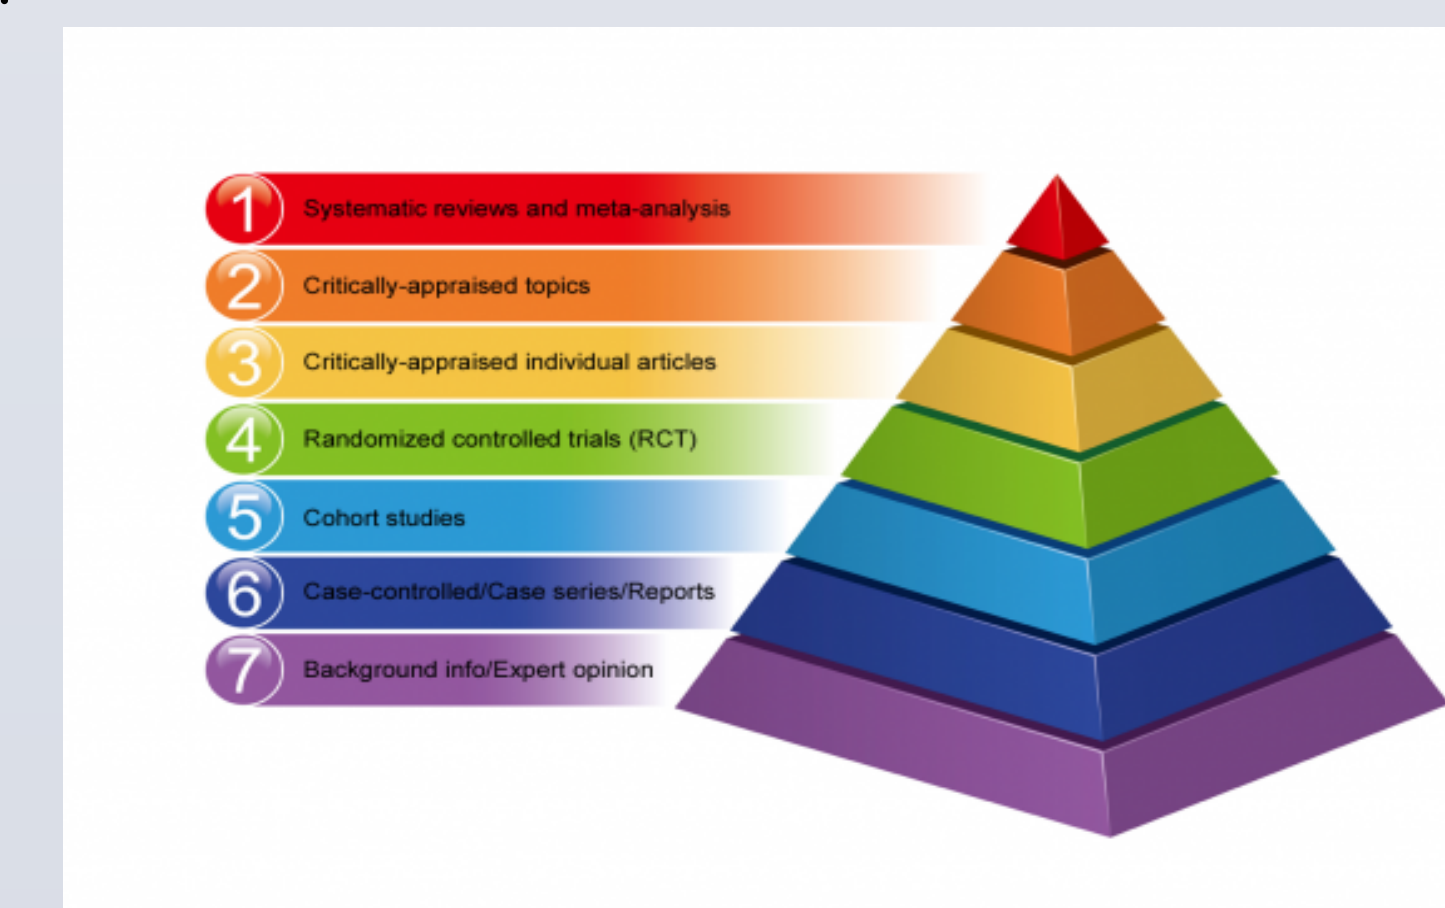 1 Systematic reviews and meta-analysis
2 Critically-appraised topics
3 Critically-appraised individual articles
4 Randomized controlled trials (RCT)
5 Cohort studies
6 Case-controlled/Case series/Reports
7 Background info/Expert opinion